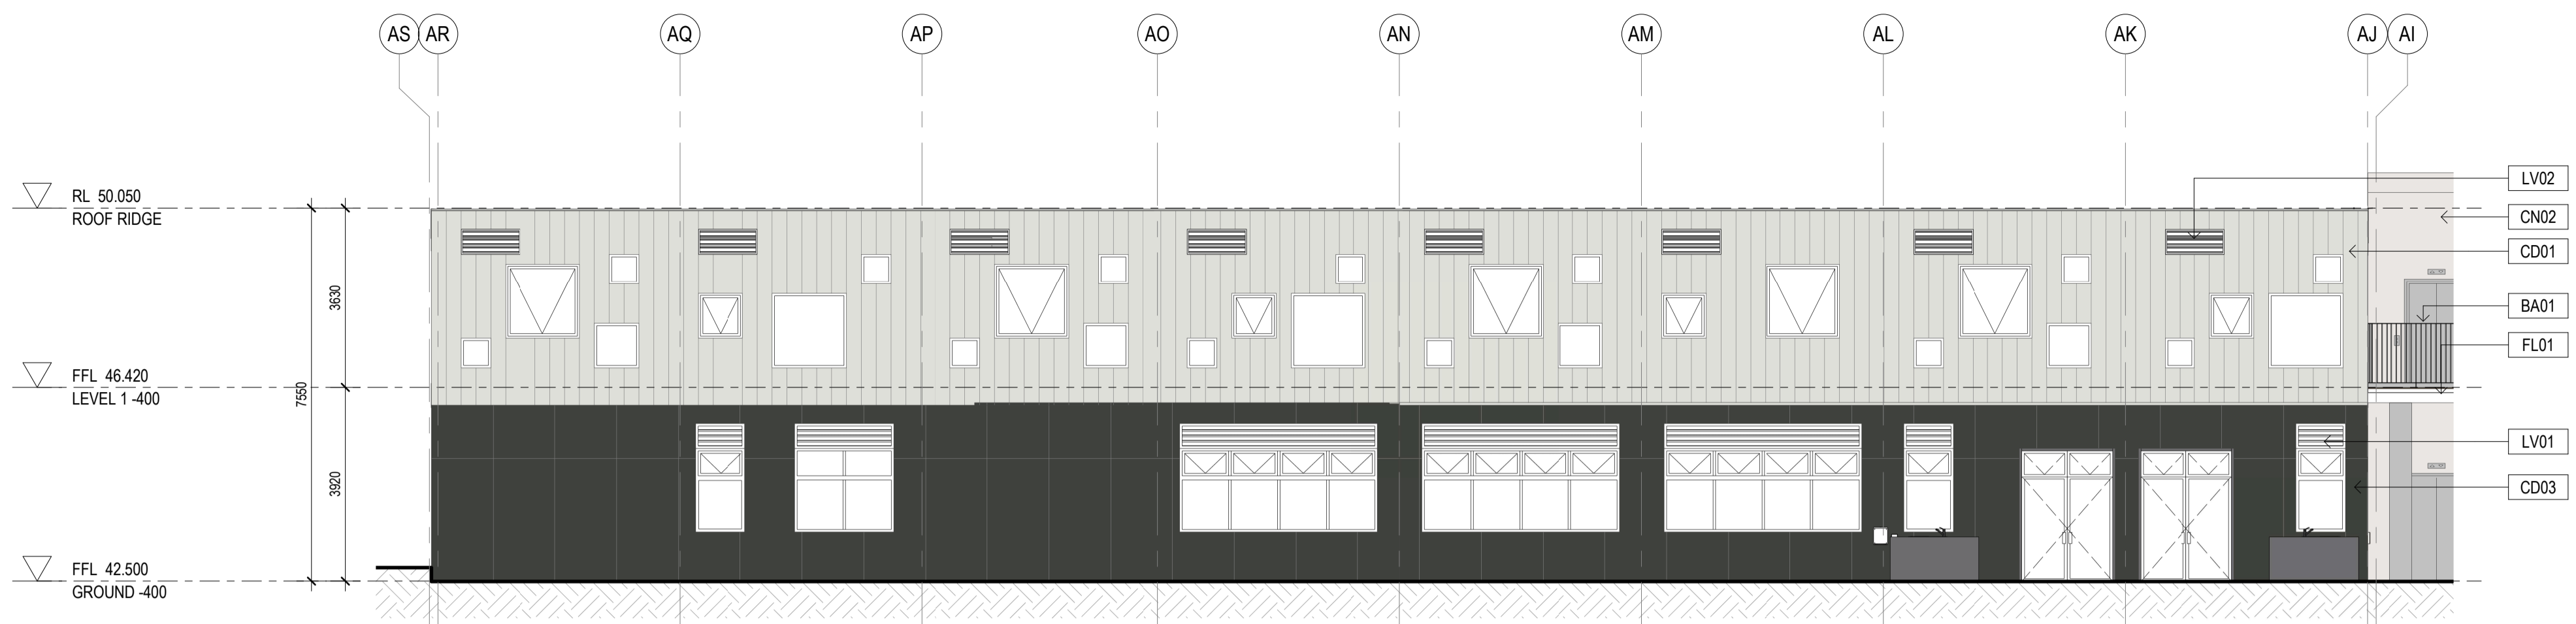 AS
AR
AQ
AP
AO
AN
AM
AL
AK
AJ
AI
RL 50.050
ROOF RIDGE
FFL 46.420
LEVEL 1 -400
FFL 42.500
GROUND -400
7550
3630
3920
LV02
CN02
CD01
BA01
FL01
LV01
CD03